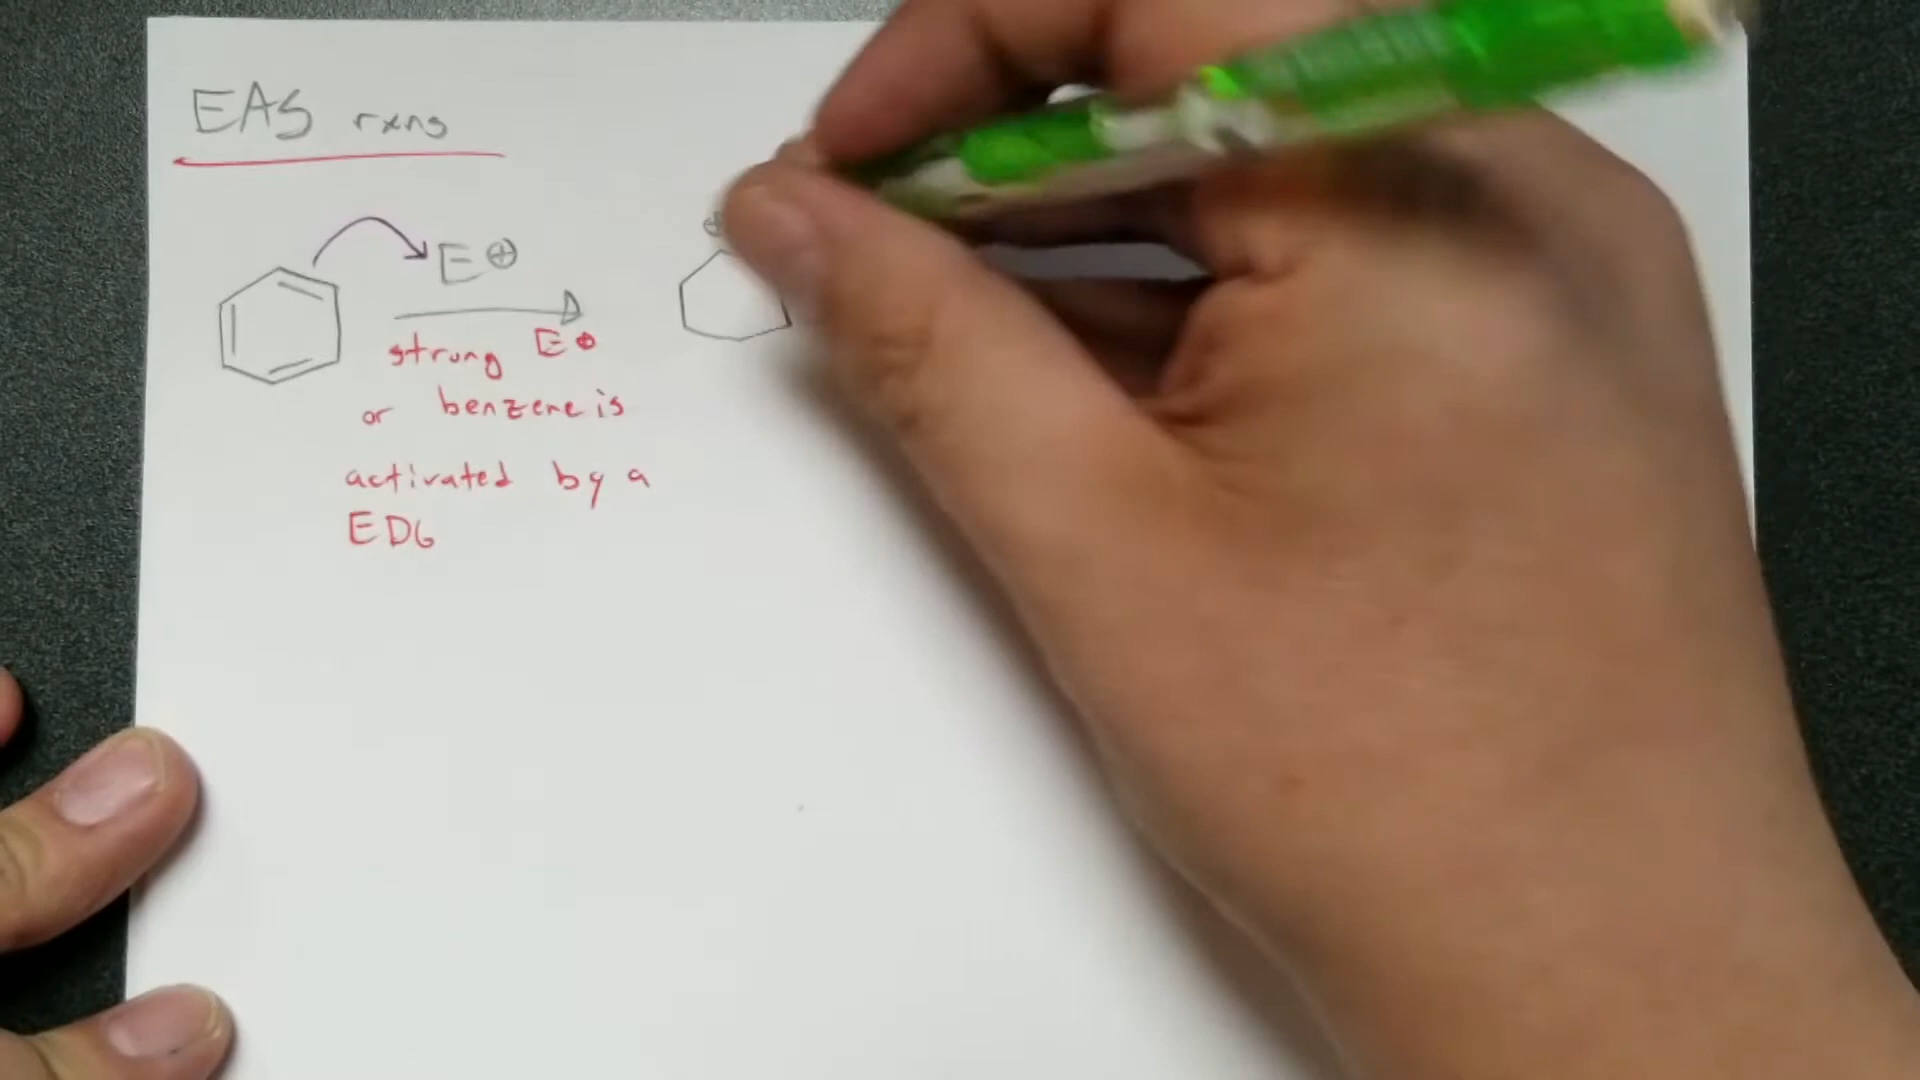 EAS rxns
E⊕
strong E⊕
or benzene is
activated by a
EDG
⊕